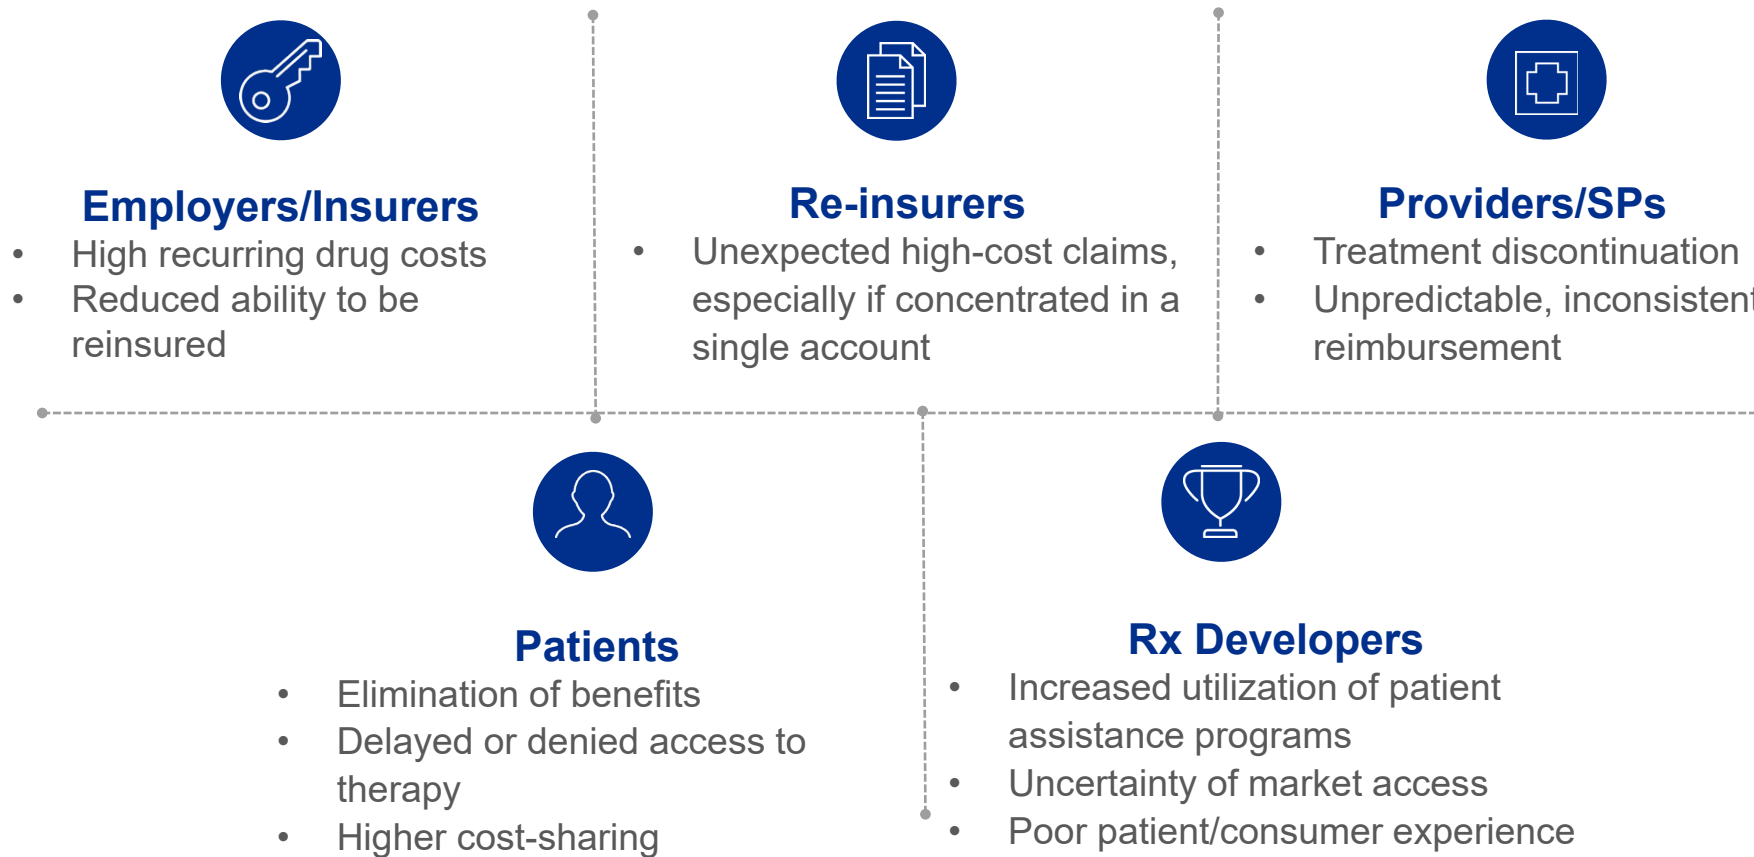 Employers/Insurers
• High recurring drug costs
• Reduced ability to be
reinsured
Re-insurers
• Unexpected high-cost claims,
especially if concentrated in a
single account
Providers/SPs
• Treatment discontinuation
• Unpredictable, inconsistent
reimbursement
Patients
• Elimination of benefits
• Delayed or denied access to
therapy
• Higher cost-sharing
Rx Developers
• Increased utilization of patient
assistance programs
• Uncertainty of market access
• Poor patient/consumer experience